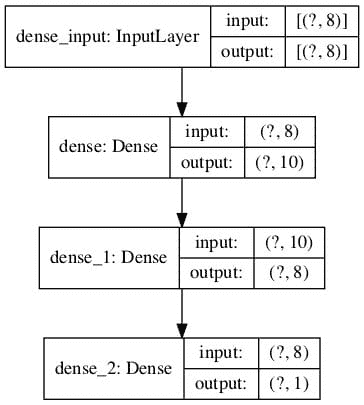 dense_input: InputLayer
input: [(?, 8)]
output: [(?, 8)]
dense: Dense
input: (?, 8)
output: (?, 10)
dense_1: Dense
input: (?, 10)
output: (?, 8)
dense_2: Dense
input: (?, 8)
output: (?, 1)